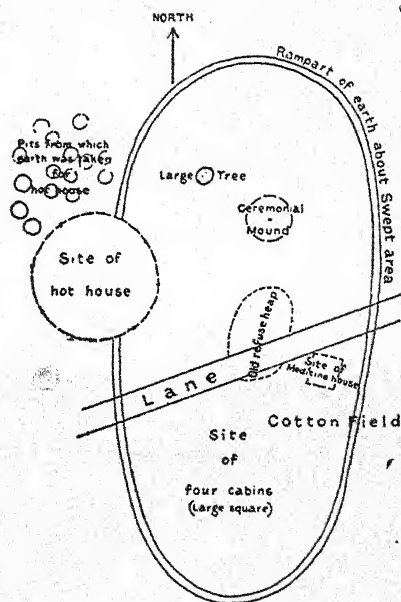 NORTH
Rampart of earth about Swept area
Pits from which
earth was taken
for
hot house
Large Tree
Ceremonial
Mound
Site of
hot house
Old refuse heap
Site of
Medicine house
Lane
Cotton Field
Site
of
four cabins
(Large square)